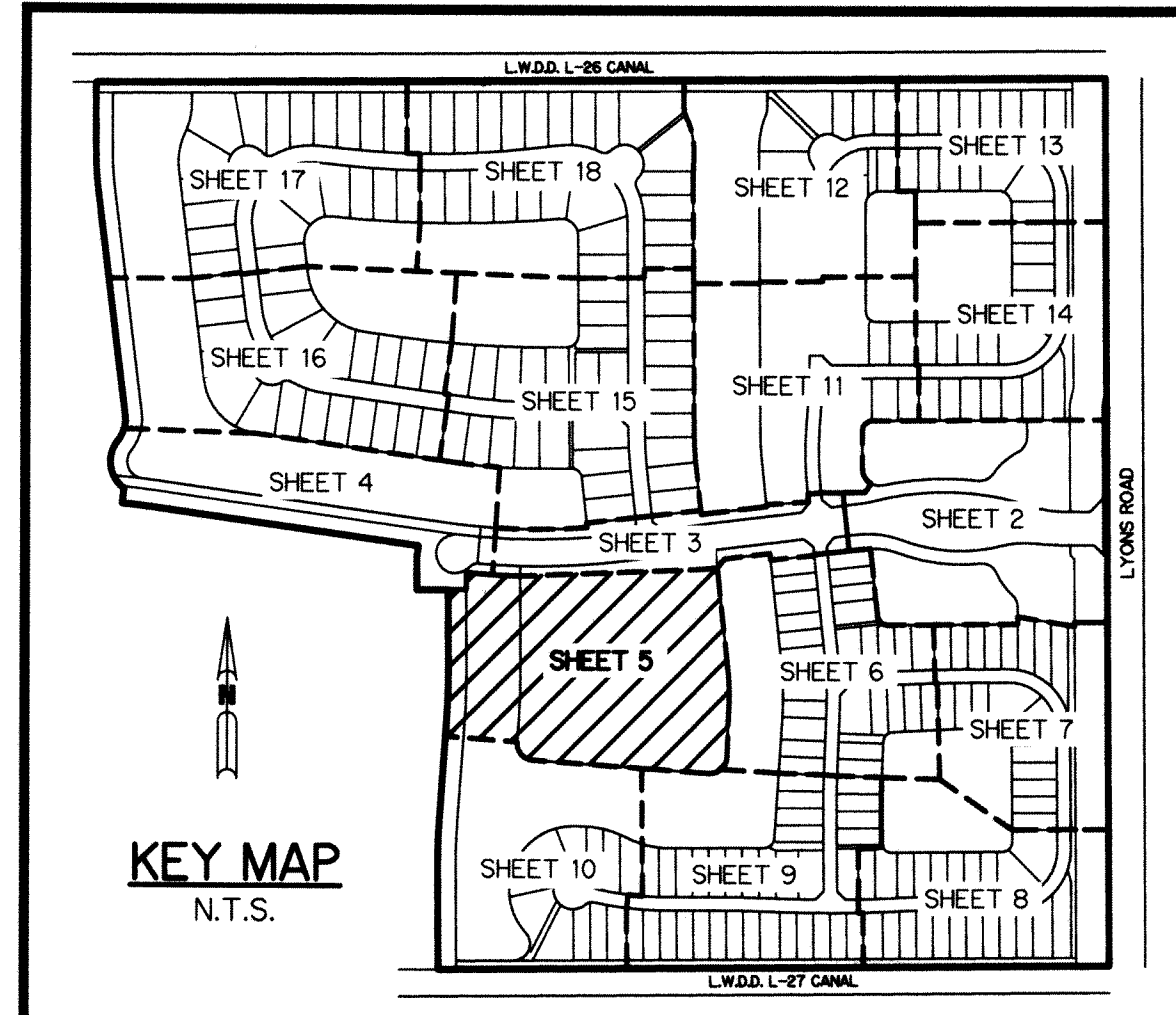 L.W.D.D. L-26 CANAL
SHEET 13
SHEET 17
SHEET 18
SHEET 12
SHEET 14
SHEET 16
SHEET 11
SHEET 15
SHEET 4
SHEET 2
SHEET 3
LYONS ROAD
SHEET 5
SHEET 6
N
SHEET 7
KEY MAP
N.T.S.
SHEET 10
SHEET 9
SHEET 8
L.W.D.D. L-27 CANAL